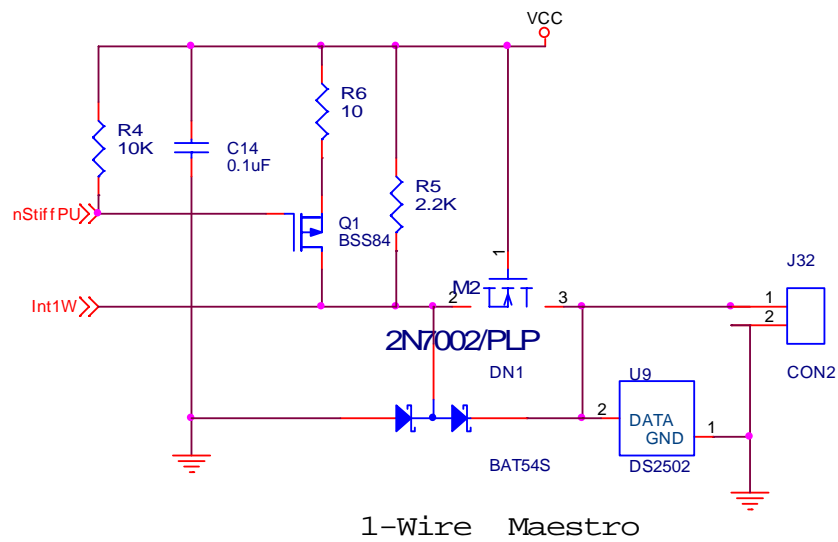 VCC
R4
10K
C14
0.1uF
R6
10
R5
2.2K
nStiffPU
Q1
BSS84
1
J32
M2
Int1W
2
3
1
2
2N7002/PLP
DN1
U9
CON2
2
DATA
GND
1
BAT54S
DS2502
1-Wire Maestro